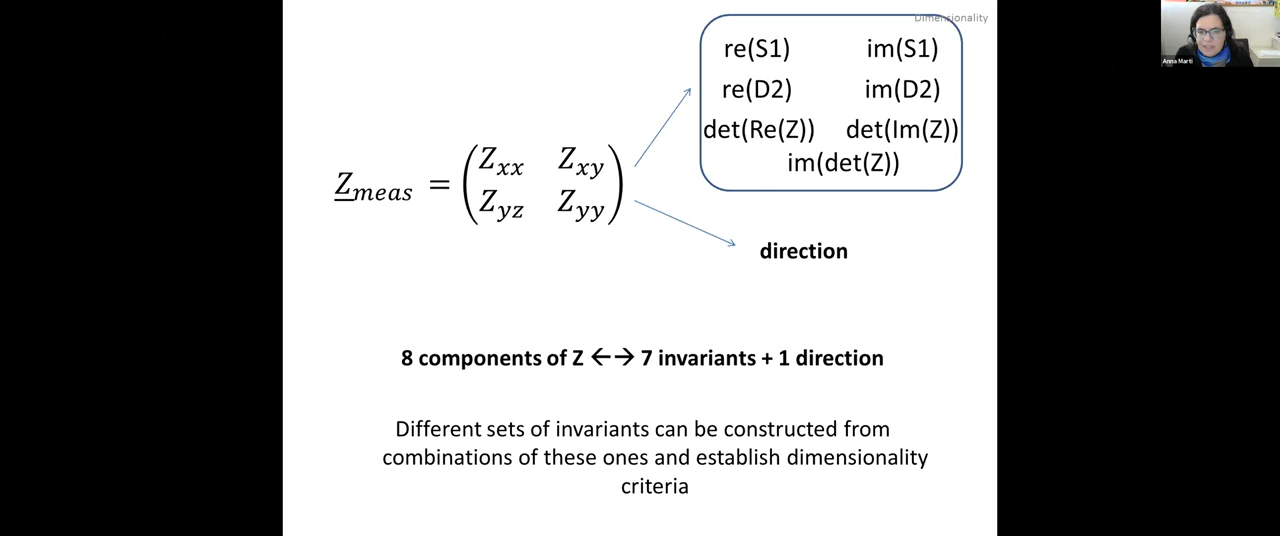 Dimensionality
Anna Marti
re(S1) im(S1)
re(D2) im(D2)
det(Re(Z)) det(Im(Z))
im(det(Z))
Z_meas = ( Z_xx Z_xy
Z_yz Z_yy )
direction
8 components of Z ←→ 7 invariants + 1 direction
Different sets of invariants can be constructed from
combinations of these ones and establish dimensionality
criteria